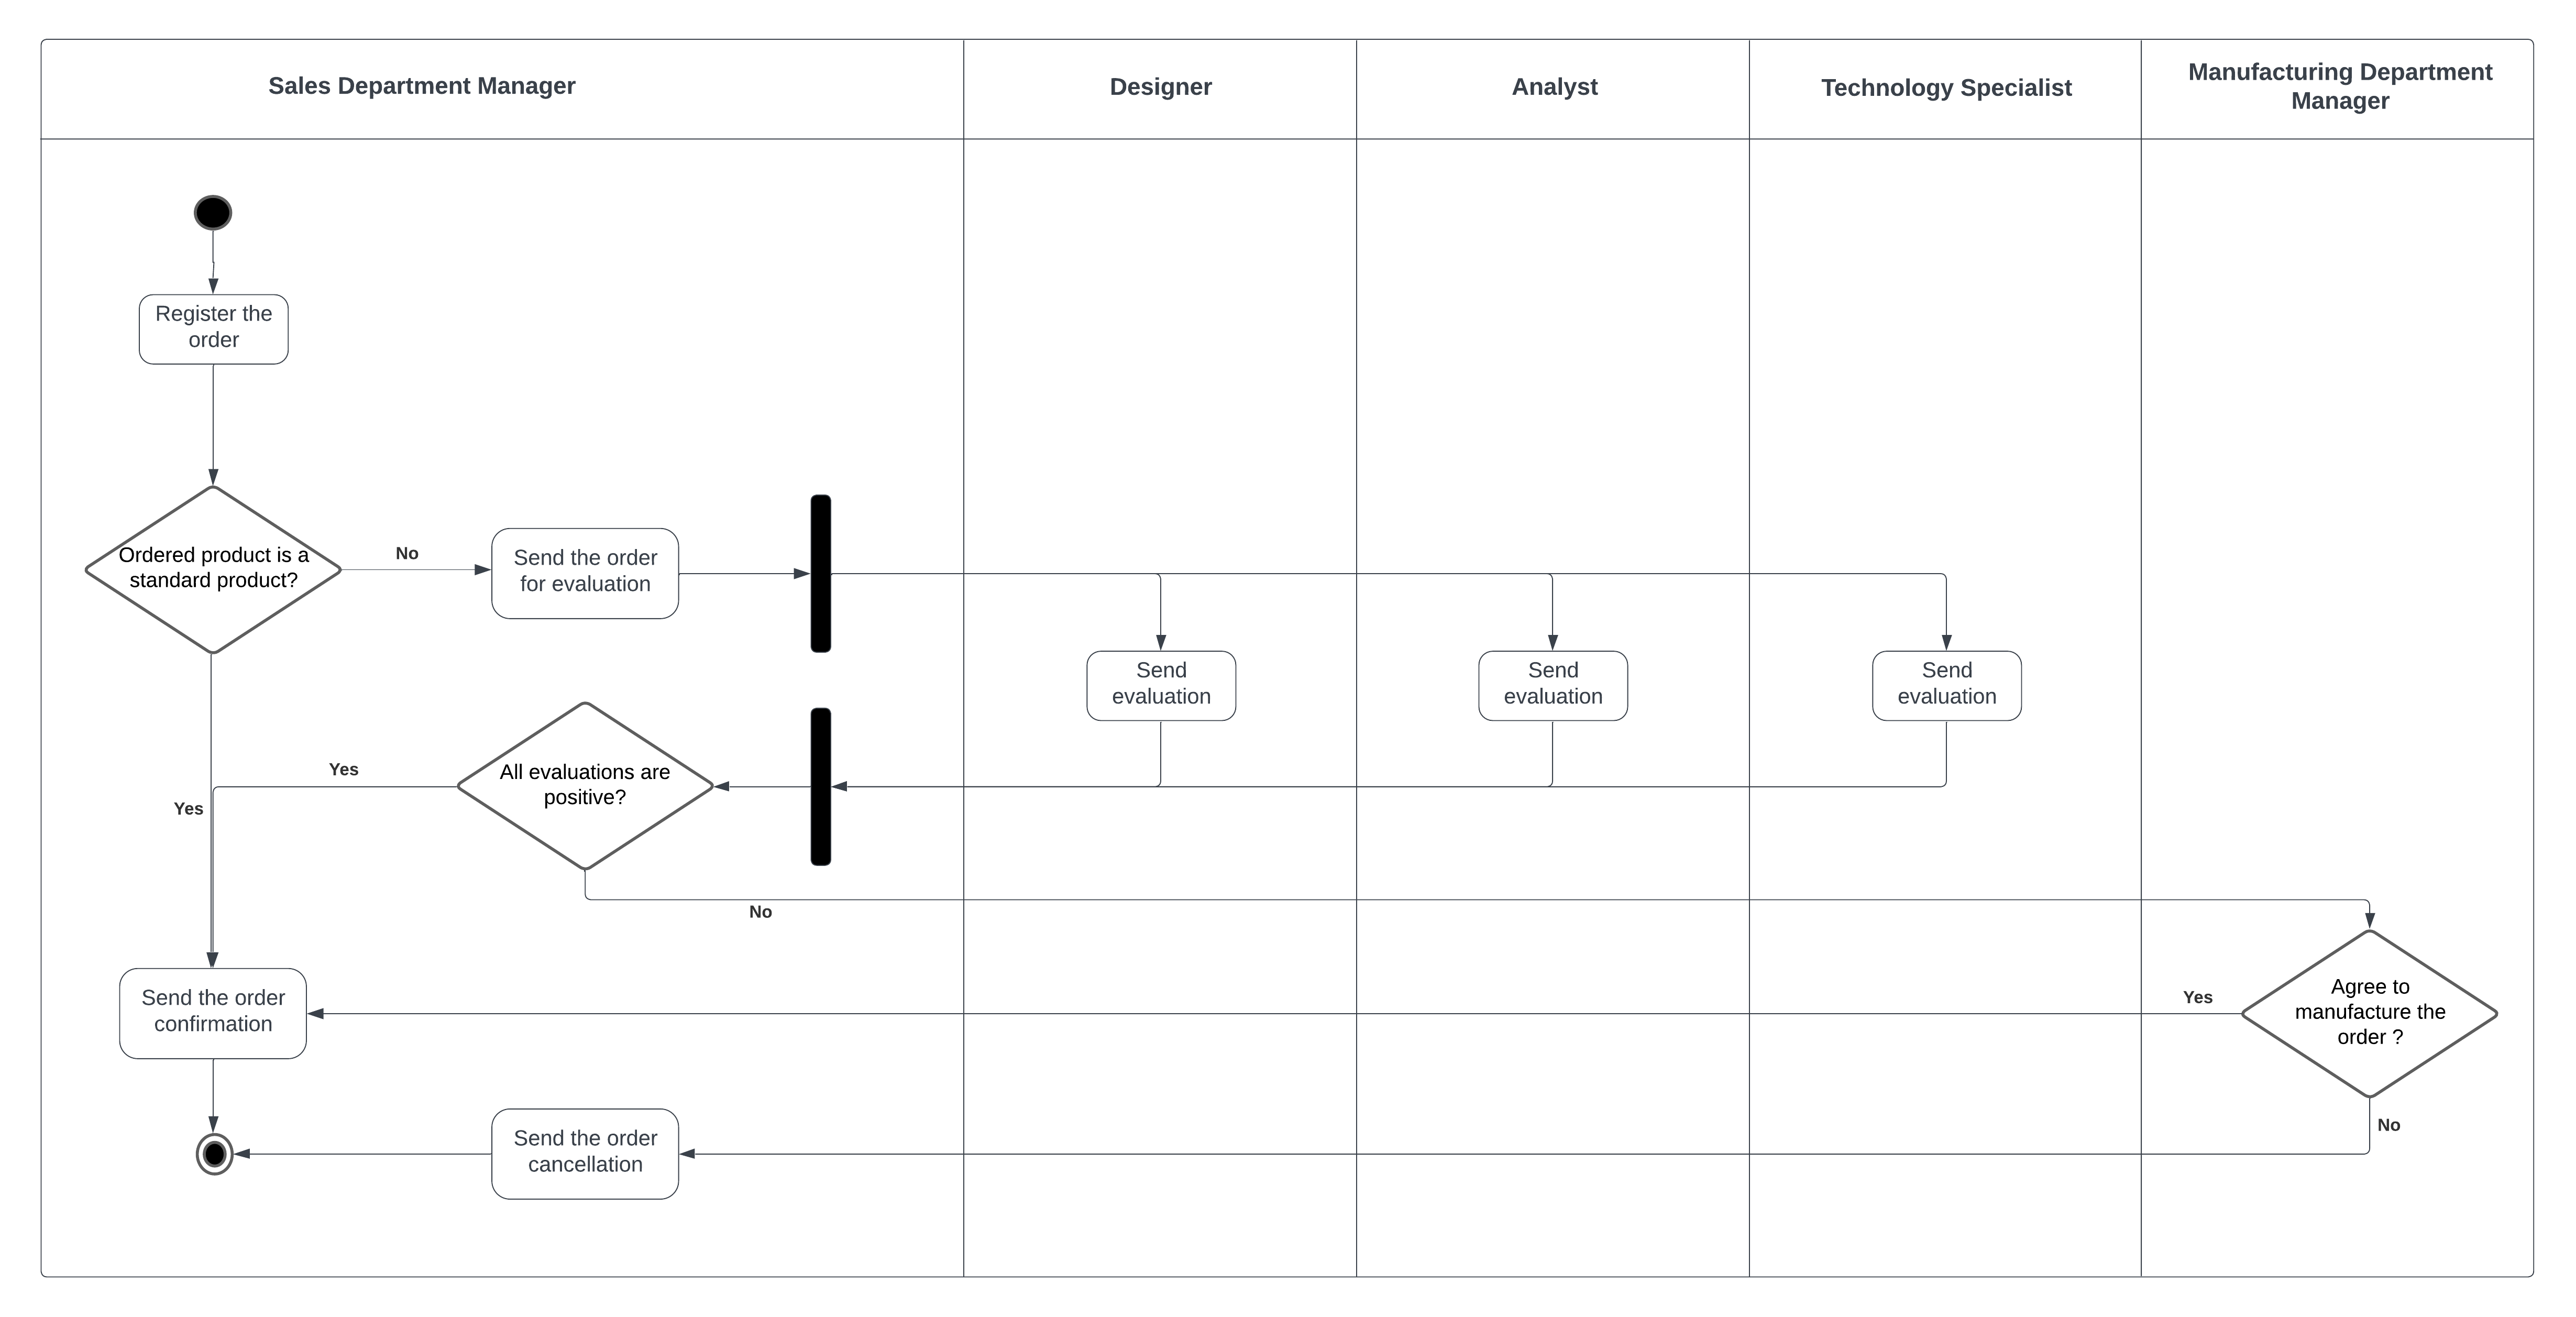 Sales Department Manager
Designer
Analyst
Technology Specialist
Manufacturing Department
Manager
Register the
order
Ordered product is a
standard product?
No
Send the order
for evaluation
Send
evaluation
Send
evaluation
Send
evaluation
All evaluations are
positive?
Yes
Yes
No
Send the order
confirmation
Yes
Agree to
manufacture the
order ?
No
Send the order
cancellation